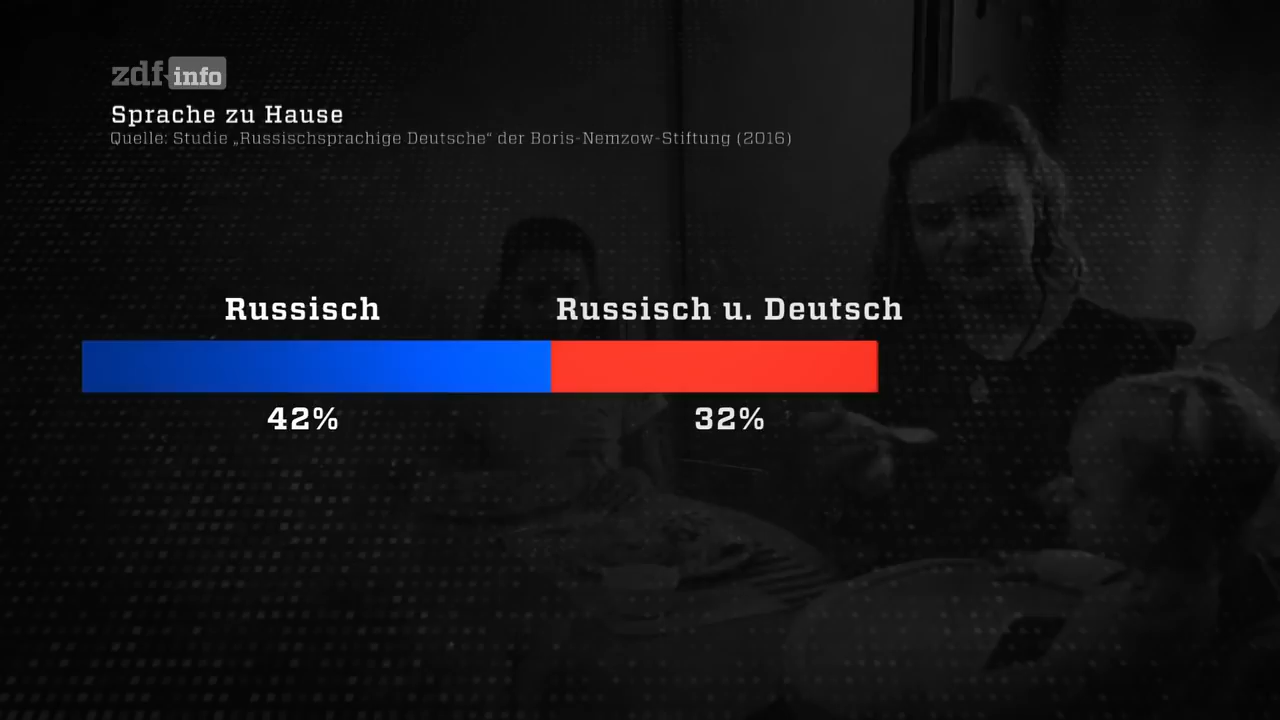 zdf info
Sprache zu Hause
Quelle: Studie „Russischsprachige Deutsche“ der Boris-Nemzow-Stiftung (2016)
Russisch Russisch u. Deutsch
42% 32%